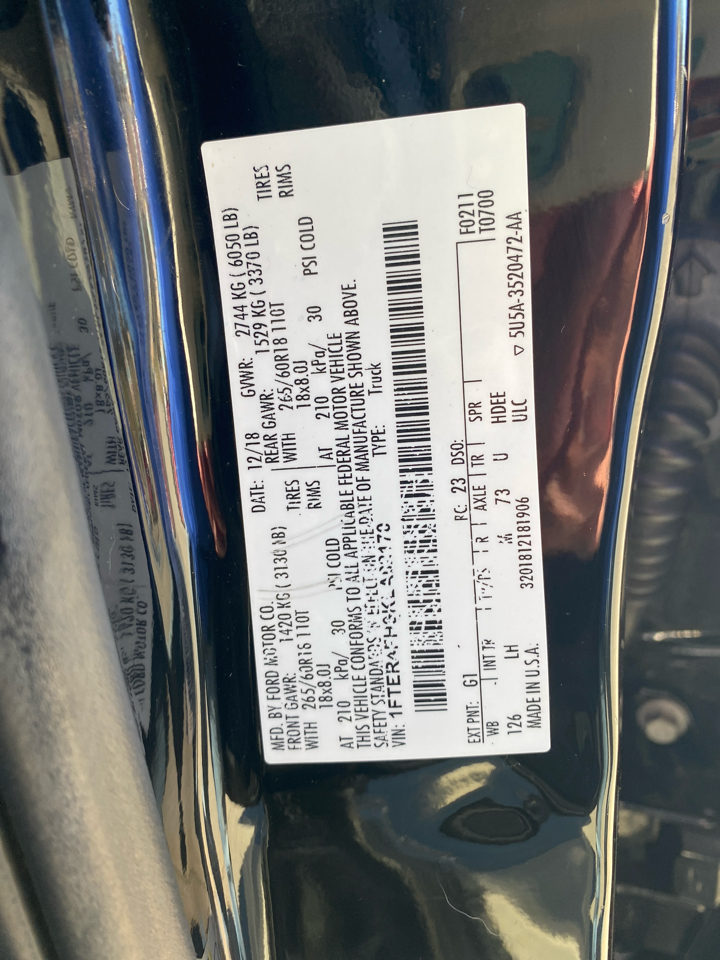 MFD. BY FORD MOTOR CO. DATE: 12/18 GVWR: 2744 KG ( 6050 LB)
FRONT GAWR: 1420 KG ( 3130 LB) REAR GAWR: 1529 KG ( 3370 LB)
WITH 265/60R18 110T TIRES WITH 265/60R18 110T TIRES
18x8.0J RIMS 18x8.0J RIMS
AT 210 kPa/ 30 PSI COLD AT 210 kPa/ 30 PSI COLD
THIS VEHICLE CONFORMS TO ALL APPLICABLE FEDERAL MOTOR VEHICLE
SAFETY STANDARDS IN EFFECT ON THE DATE OF MANUFACTURE SHOWN ABOVE.
VIN: TYPE: Truck
EXT PNT: G1 RC: 23 DSO: F0211
WB INT TR R AXLE TR SPR T0700
126 LH 73 U HDEE
MADE IN U.S.A. 3201812181906 ULC ▽ 5U5A-3520472-AA